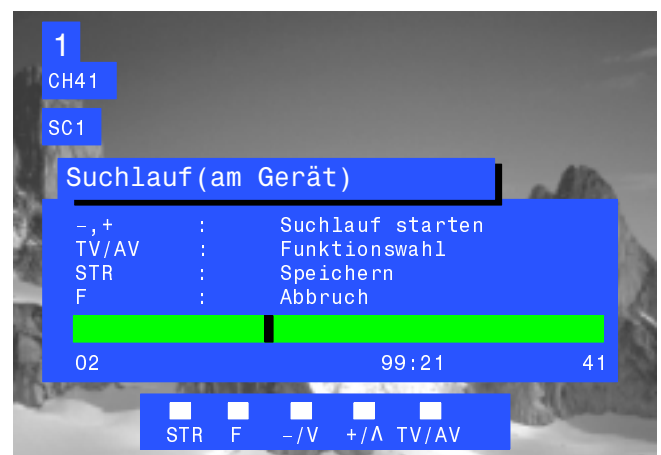 1
CH41
SC1
Suchlauf(am Gerät)
−,+ : Suchlauf starten
TV/AV : Funktionswahl
STR : Speichern
F : Abbruch
02 99:21 41
STR F −/V +/Λ TV/AV